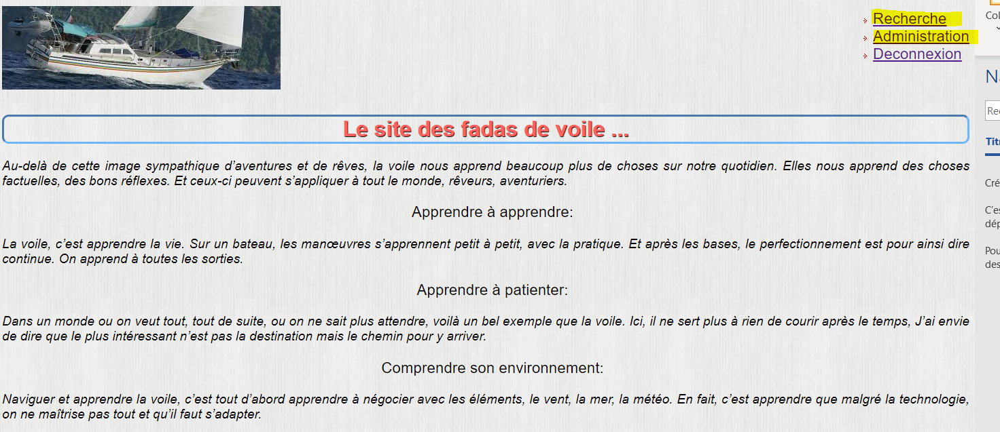 Recherche
Administration
Deconnexion
Le site des fadas de voile ...
Au-delà de cette image sympathique d’aventures et de rêves, la voile nous apprend beaucoup plus de choses sur notre quotidien. Elles nous apprend des choses
factuelles, des bons réflexes. Et ceux-ci peuvent s’appliquer à tout le monde, rêveurs, aventuriers.
Apprendre à apprendre:
La voile, c’est apprendre la vie. Sur un bateau, les manœuvres s’apprennent petit à petit, avec la pratique. Et après les bases, le perfectionnement est pour ainsi dire
continue. On apprend à toutes les sorties.
Apprendre à patienter:
Dans un monde ou on veut tout, tout de suite, ou on ne sait plus attendre, voilà un bel exemple que la voile. Ici, il ne sert plus à rien de courir après le temps, J’ai envie
de dire que le plus intéressant n’est pas la destination mais le chemin pour y arriver.
Comprendre son environnement:
Naviguer et apprendre la voile, c’est tout d’abord apprendre à négocier avec les éléments, le vent, la mer, la météo. En fait, c’est apprendre que malgré la technologie,
on ne maîtrise pas tout et qu’il faut s’adapter.
Col
Na
Rec
Titr
Cré
C’es
dép
Pou
des